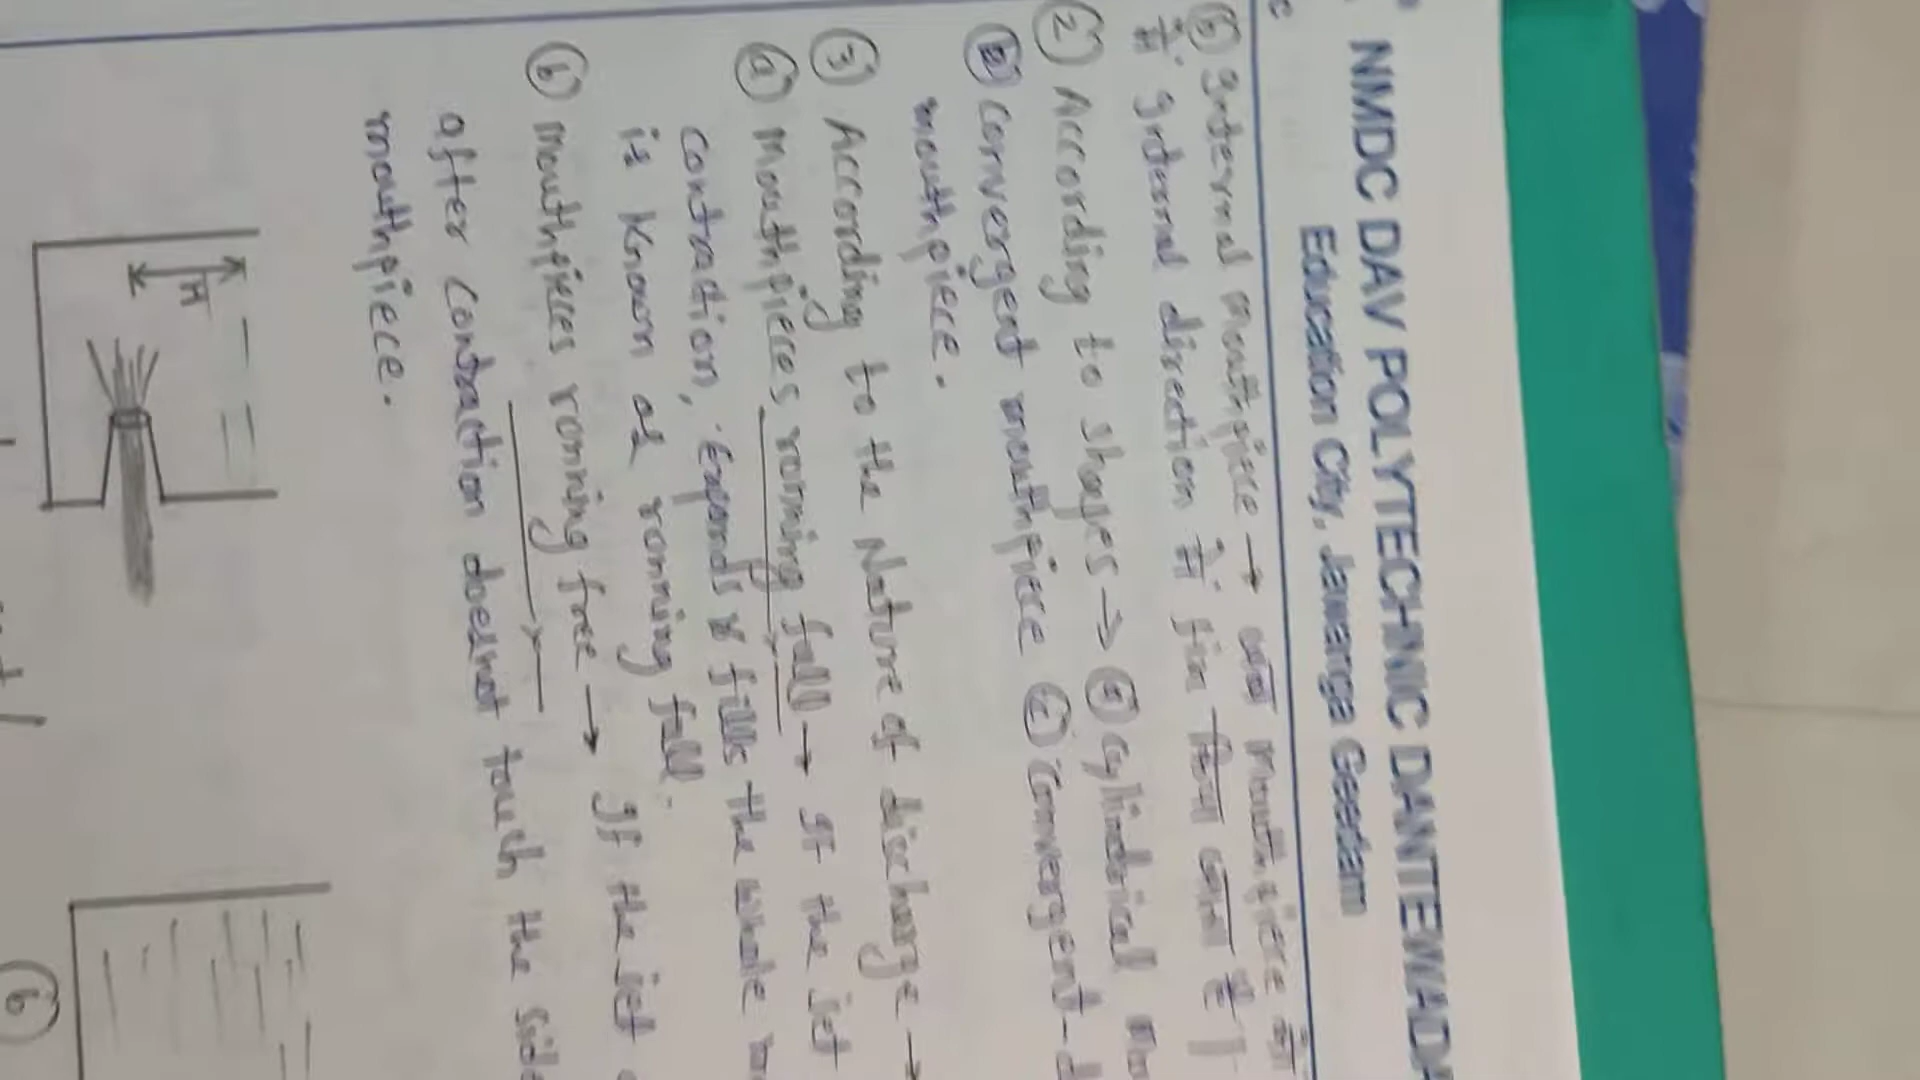 NMDC DAV POLYTECHNIC DANTEWADA
Education City, Jawanga Geedam
(b) Internal mouthpiece → जब mouthpiece को
में Internal direction में fix किया जाता है |
(2) According to shapes → (a) Cylindrical
(b) Convergent mouthpiece (c) Convergent-d
mouthpiece.
(3) According to the Nature of discharge →
(a) Mouthpieces running full → If the Jet
contraction, Expands & fills the whole
is known as running full.
(b) mouthpieces running free → If the jet
after contraction doesnot touch the side
mouthpiece.
H
(b)